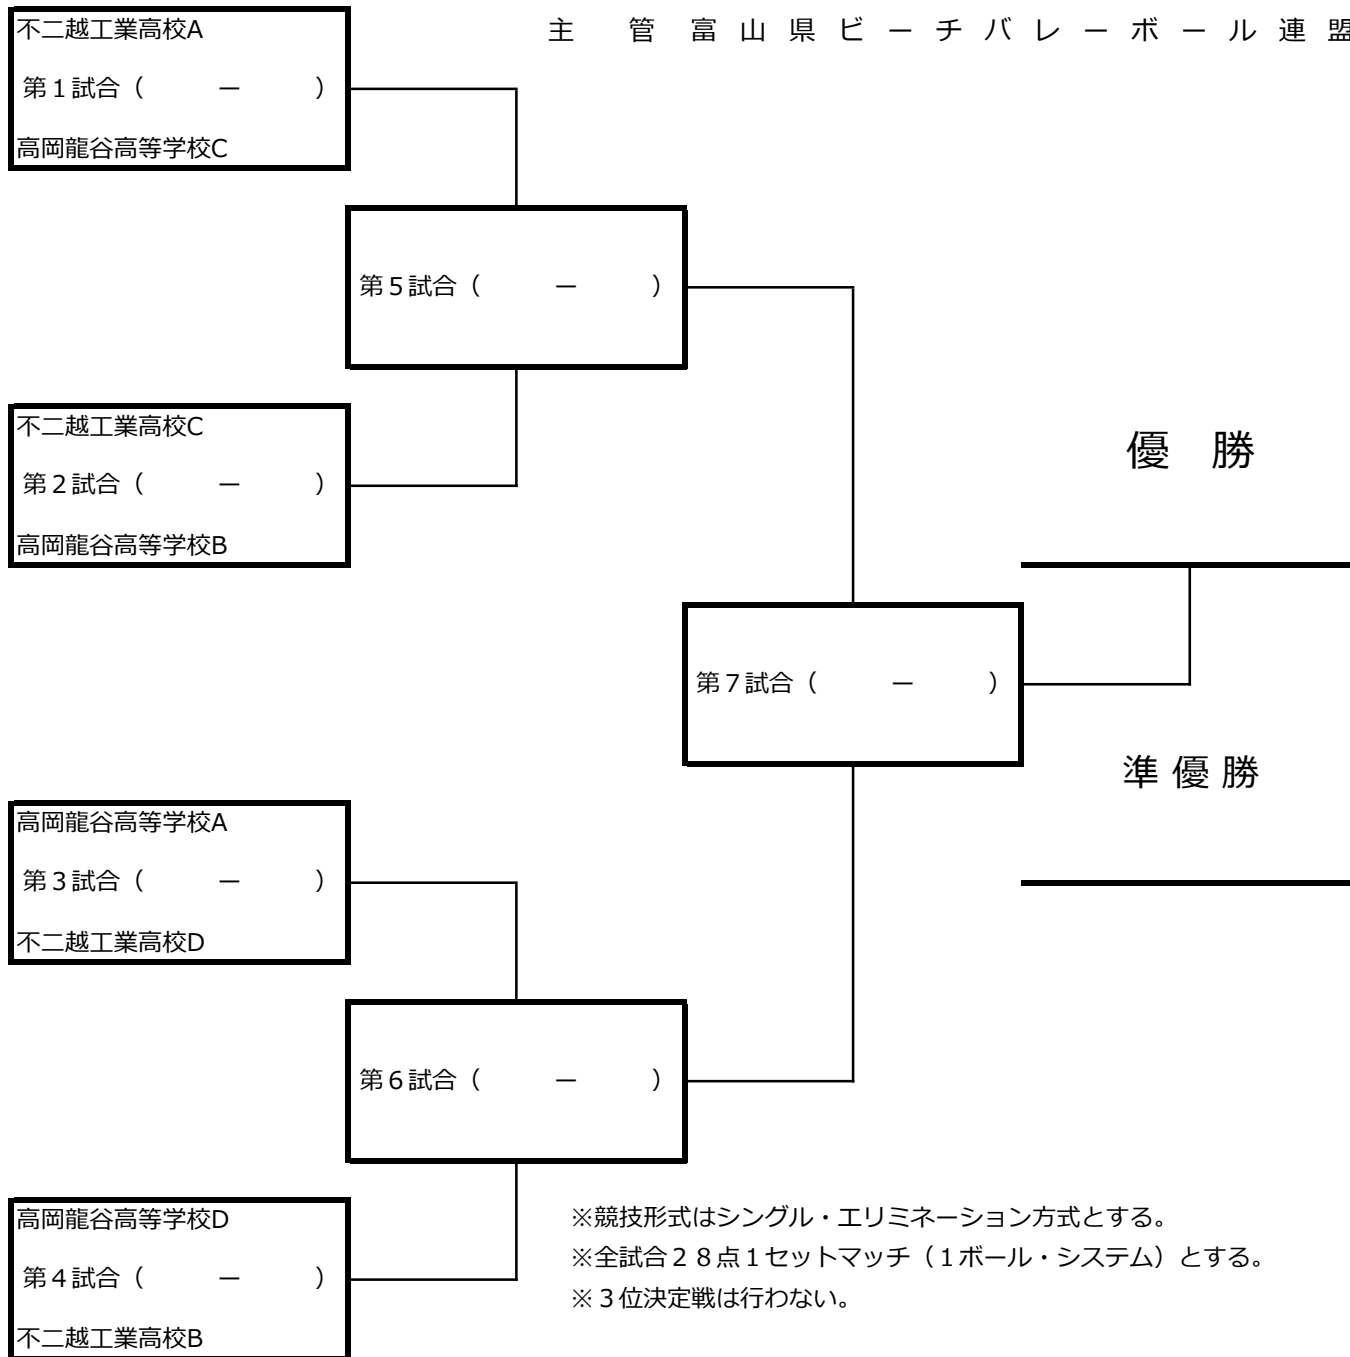 不二越工業高校A
主　管 富山県ビーチバレーボール連盟
第１試合（　　　ー　　　）
高岡龍谷高等学校C
第５試合（　　　ー　　　）
不二越工業高校C
第２試合（　　　ー　　　）
高岡龍谷高等学校B
優　勝
第７試合（　　　ー　　　）
準優勝
高岡龍谷高等学校A
第３試合（　　　ー　　　）
不二越工業高校D
第６試合（　　　ー　　　）
高岡龍谷高等学校D
第４試合（　　　ー　　　）
不二越工業高校B
※競技形式はシングル・エリミネーション方式とする。
※全試合２８点１セットマッチ（１ボール・システム）とする。
※３位決定戦は行わない。